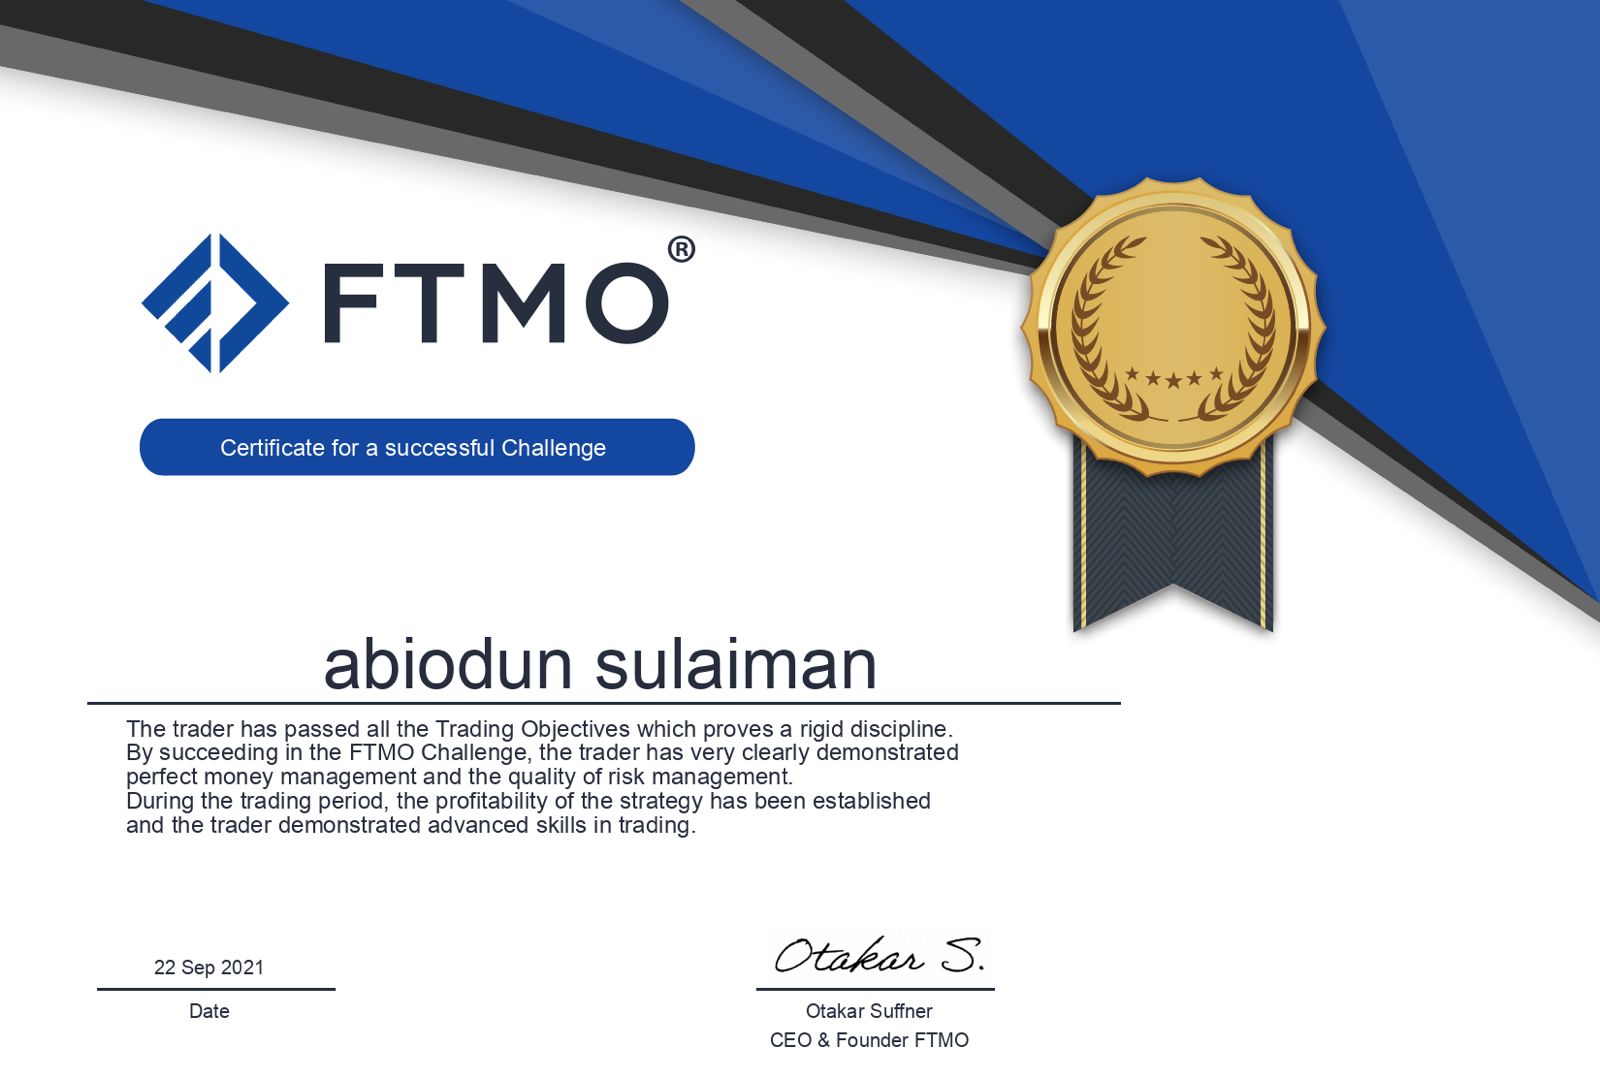 FTMO®
Certificate for a successful Challenge
abiodun sulaiman
The trader has passed all the Trading Objectives which proves a rigid discipline.
By succeeding in the FTMO Challenge, the trader has very clearly demonstrated
perfect money management and the quality of risk management.
During the trading period, the profitability of the strategy has been established
and the trader demonstrated advanced skills in trading.
22 Sep 2021
Date
Otakar S.
Otakar Suffner
CEO & Founder FTMO